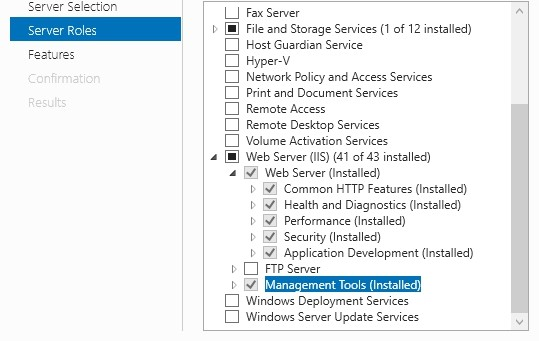 Server Selection
Server Roles
Features
Confirmation
Results
Fax Server
File and Storage Services (1 of 12 installed)
Host Guardian Service
Hyper-V
Network Policy and Access Services
Print and Document Services
Remote Access
Remote Desktop Services
Volume Activation Services
Web Server (IIS) (41 of 43 installed)
Web Server (Installed)
Common HTTP Features (Installed)
Health and Diagnostics (Installed)
Performance (Installed)
Security (Installed)
Application Development (Installed)
FTP Server
Management Tools (Installed)
Windows Deployment Services
Windows Server Update Services